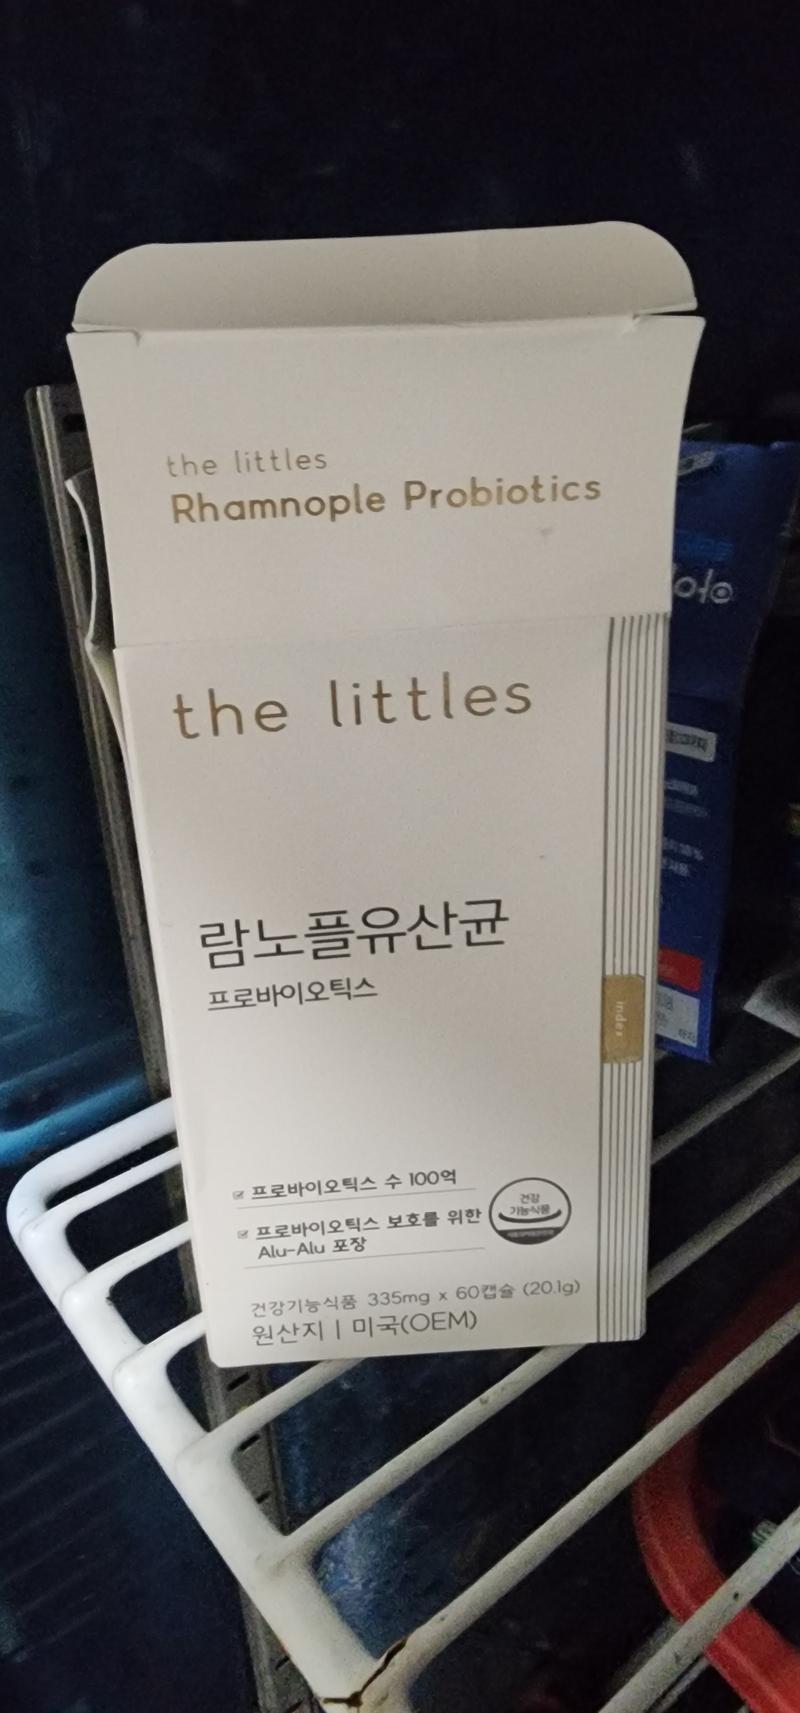 the littles
Rhamnople Probiotics
the littles
람노플유산균
프로바이오틱스
index
프로바이오틱스 수 100억
프로바이오틱스 보호를 위한
Alu-Alu 포장
건강
기능식품
건강기능식품 335mg x 60캡슐 (20.1g)
원산지 | 미국(OEM)